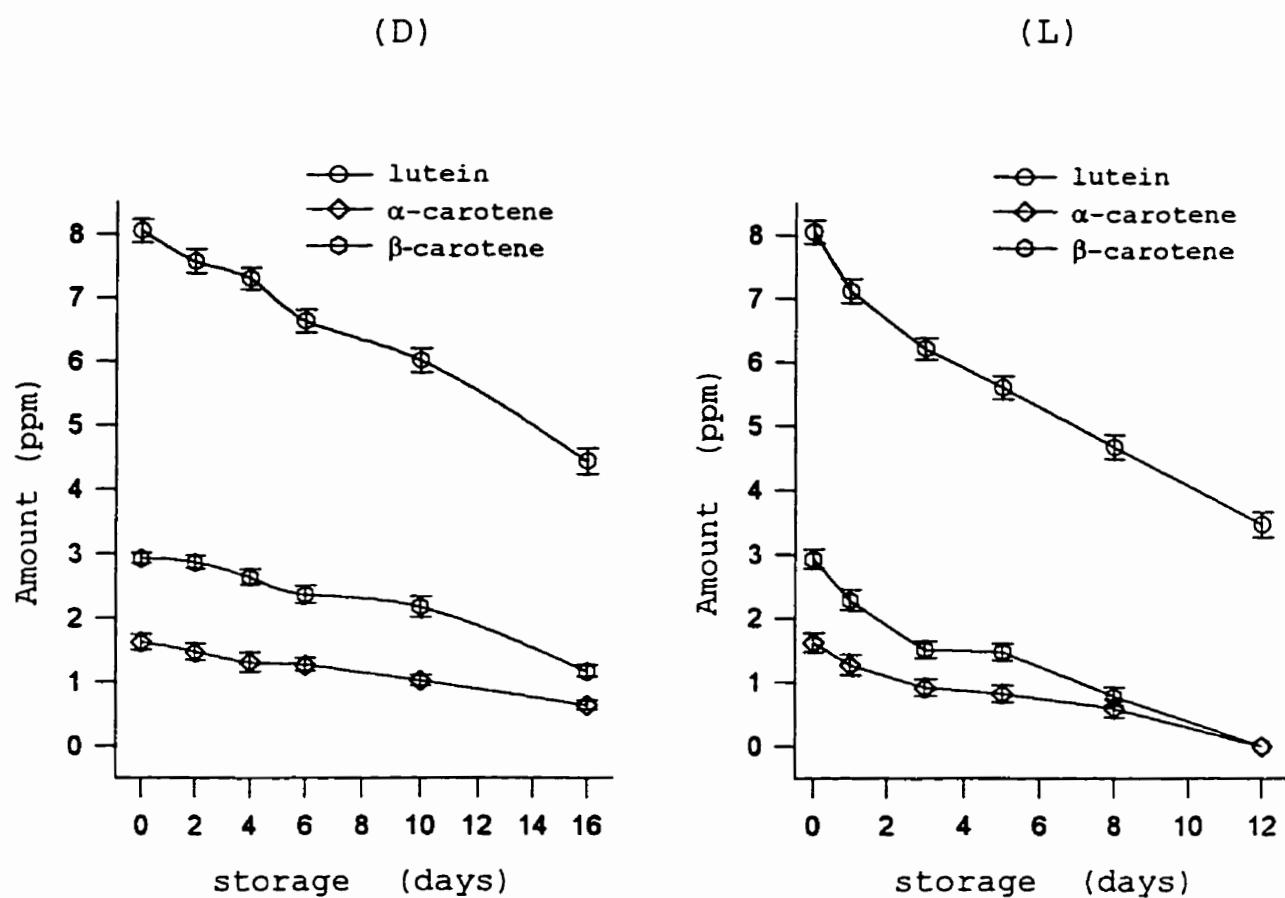 (D)
lutein
α-carotene
β-carotene
8
7
6
5
4
3
2
1
0
Amount (ppm)
0 2 4 6 8 10 12 14 16
storage (days)
(L)
lutein
α-carotene
β-carotene
8
7
6
5
4
3
2
1
0
Amount (ppm)
0 2 4 6 8 10 12
storage (days)